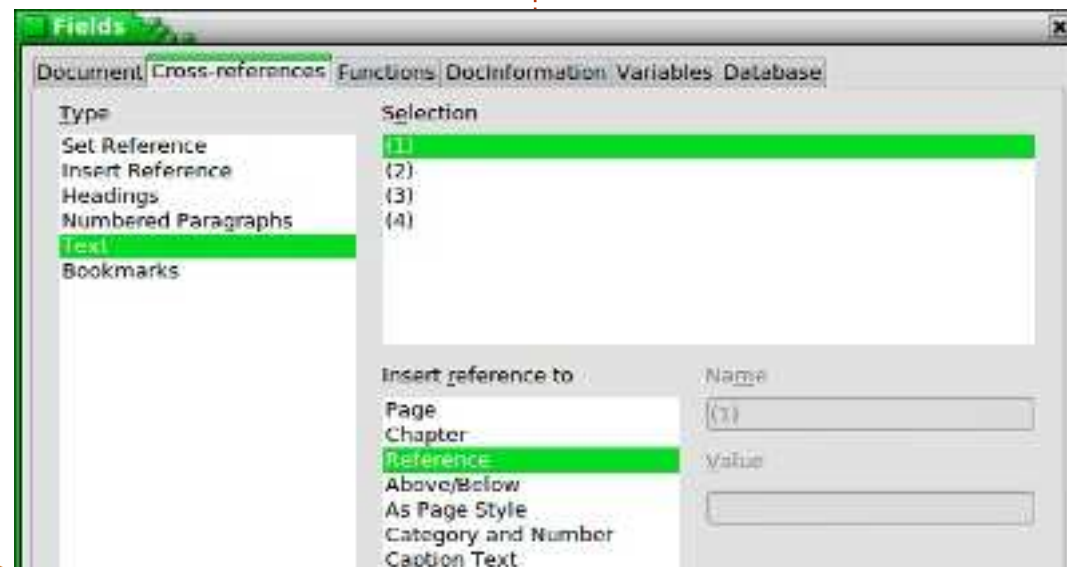 Fields
Document Cross-references Functions DocInformation Variables Database
Type
Set Reference
Insert Reference
Headings
Numbered Paragraphs
Text
Bookmarks
Selection
(1)
(2)
(3)
(4)
Insert reference to
Page
Chapter
Reference
Above/Below
As Page Style
Category and Number
Caption Text
Name
(1)
Value